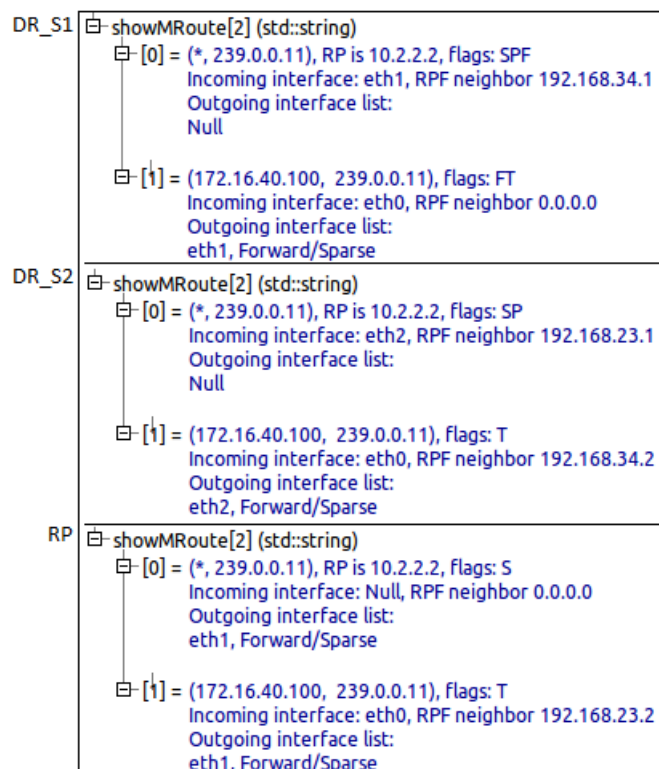 DR_S1 showMRoute[2] (std::string)
[0] = (*, 239.0.0.11), RP is 10.2.2.2, flags: SPF
Incoming interface: eth1, RPF neighbor 192.168.34.1
Outgoing interface list:
Null
[1] = (172.16.40.100, 239.0.0.11), flags: FT
Incoming interface: eth0, RPF neighbor 0.0.0.0
Outgoing interface list:
eth1, Forward/Sparse
DR_S2 showMRoute[2] (std::string)
[0] = (*, 239.0.0.11), RP is 10.2.2.2, flags: SP
Incoming interface: eth2, RPF neighbor 192.168.23.1
Outgoing interface list:
Null
[1] = (172.16.40.100, 239.0.0.11), flags: T
Incoming interface: eth0, RPF neighbor 192.168.34.2
Outgoing interface list:
eth2, Forward/Sparse
RP showMRoute[2] (std::string)
[0] = (*, 239.0.0.11), RP is 10.2.2.2, flags: S
Incoming interface: Null, RPF neighbor 0.0.0.0
Outgoing interface list:
eth1, Forward/Sparse
[1] = (172.16.40.100, 239.0.0.11), flags: T
Incoming interface: eth0, RPF neighbor 192.168.23.2
Outgoing interface list:
eth1, Forward/Sparse